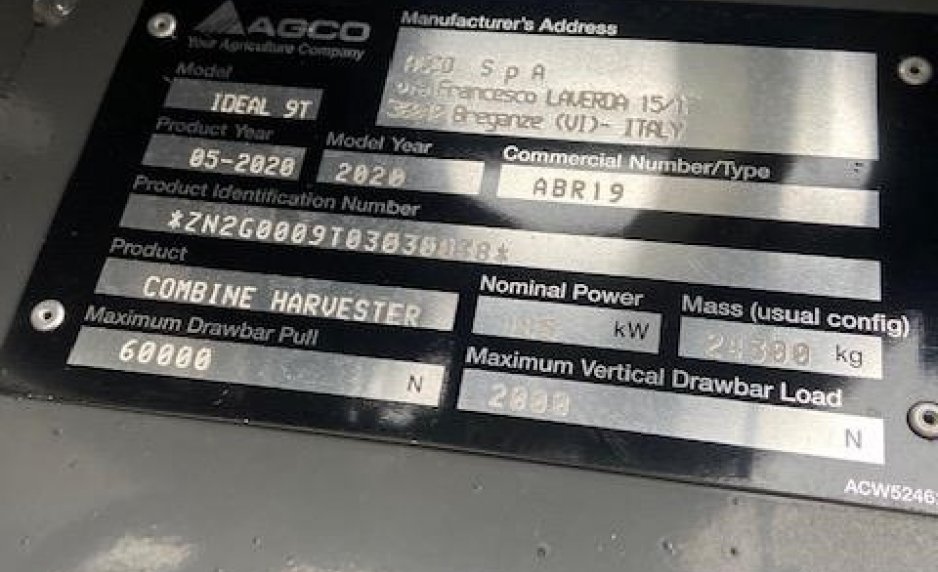 AGCO
Your Agriculture Company
Manufacturer's Address
SpA
Francesco LAVERDA
Breganze (VI)- ITALY
Model
IDEAL 9T
Product Year
05-2020
Model Year
2020
Commercial Number/Type
ABR19
Product Identification Number
Product
COMBINE HARVESTER
Nominal Power
kW
Mass (usual config)
kg
Maximum Drawbar Pull
60000 N
Maximum Vertical Drawbar Load
2000 N